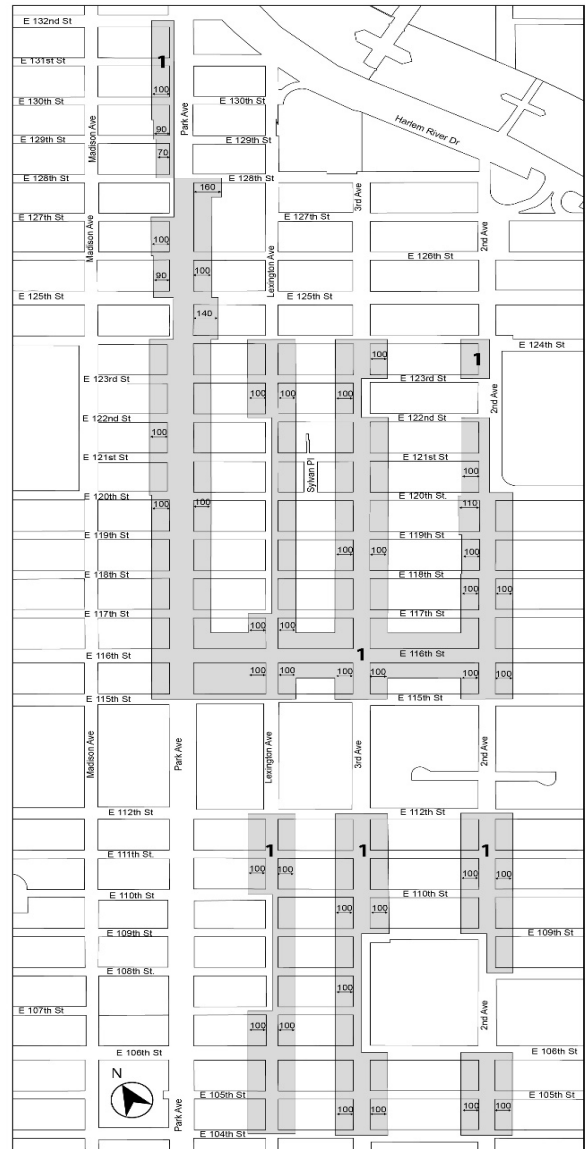 E 132nd St
E 131st St
1
100
E 130th St
E 130th St
Madison Ave
Park Ave
Harlem River Dr
90
E 129th St
E 129th St
70
E 128th St
E 128th St
160
3rd Ave
E 127th St
E 127th St
Madison Ave
100
Lexington Ave
2nd Ave
E 126th St
90
100
E 125th St
E 125th St
140
E 124th St
100
1
E 123rd St
E 123rd St
100
100
100
2nd Ave
E 122nd St
E 122nd St
100
E 121st St
E 121st St
Sylvan Pl
100
E 120th St
E 120th St.
100
100
110
E 119th St
E 119th St
100
100
100
E 118th St
E 118th St
100
100
E 117th St
E 117th St
100
100
E 116th St
1
E 116th St
100
100
100
100
100
100
E 115th St
E 115th St
Madison Ave
Park Ave
Lexington Ave
3rd Ave
2nd Ave
E 112th St
E 112th St
E 111th St.
1
1
1
100
100
100
100
E 110th St
E 110th St
100
100
E 109th St
E 109th St
E 108th St.
100
E 107th St
2nd Ave
100
100
E 106th St
E 106th St
N
E 105th St
E 105th St
Park Ave
100
100
100
100
E 104th St